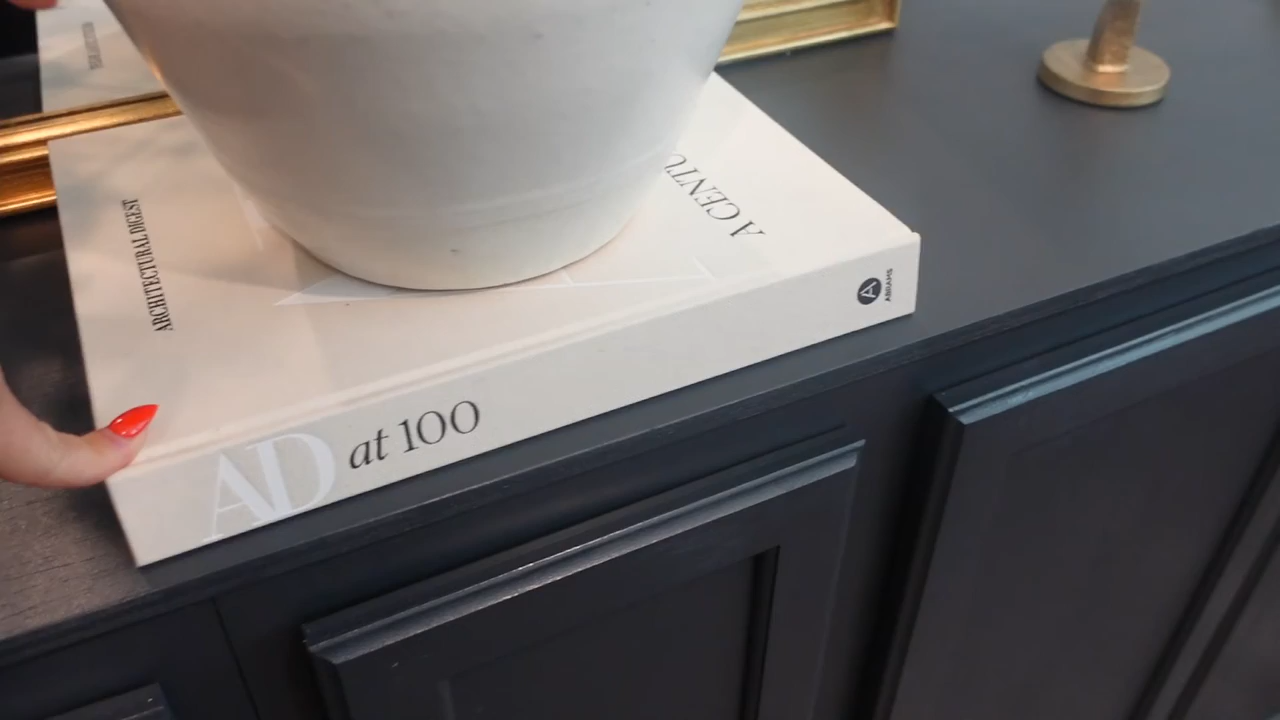 ARCHITECTURAL DIGEST
A CENTU
AD at 100
A
ABRAMS